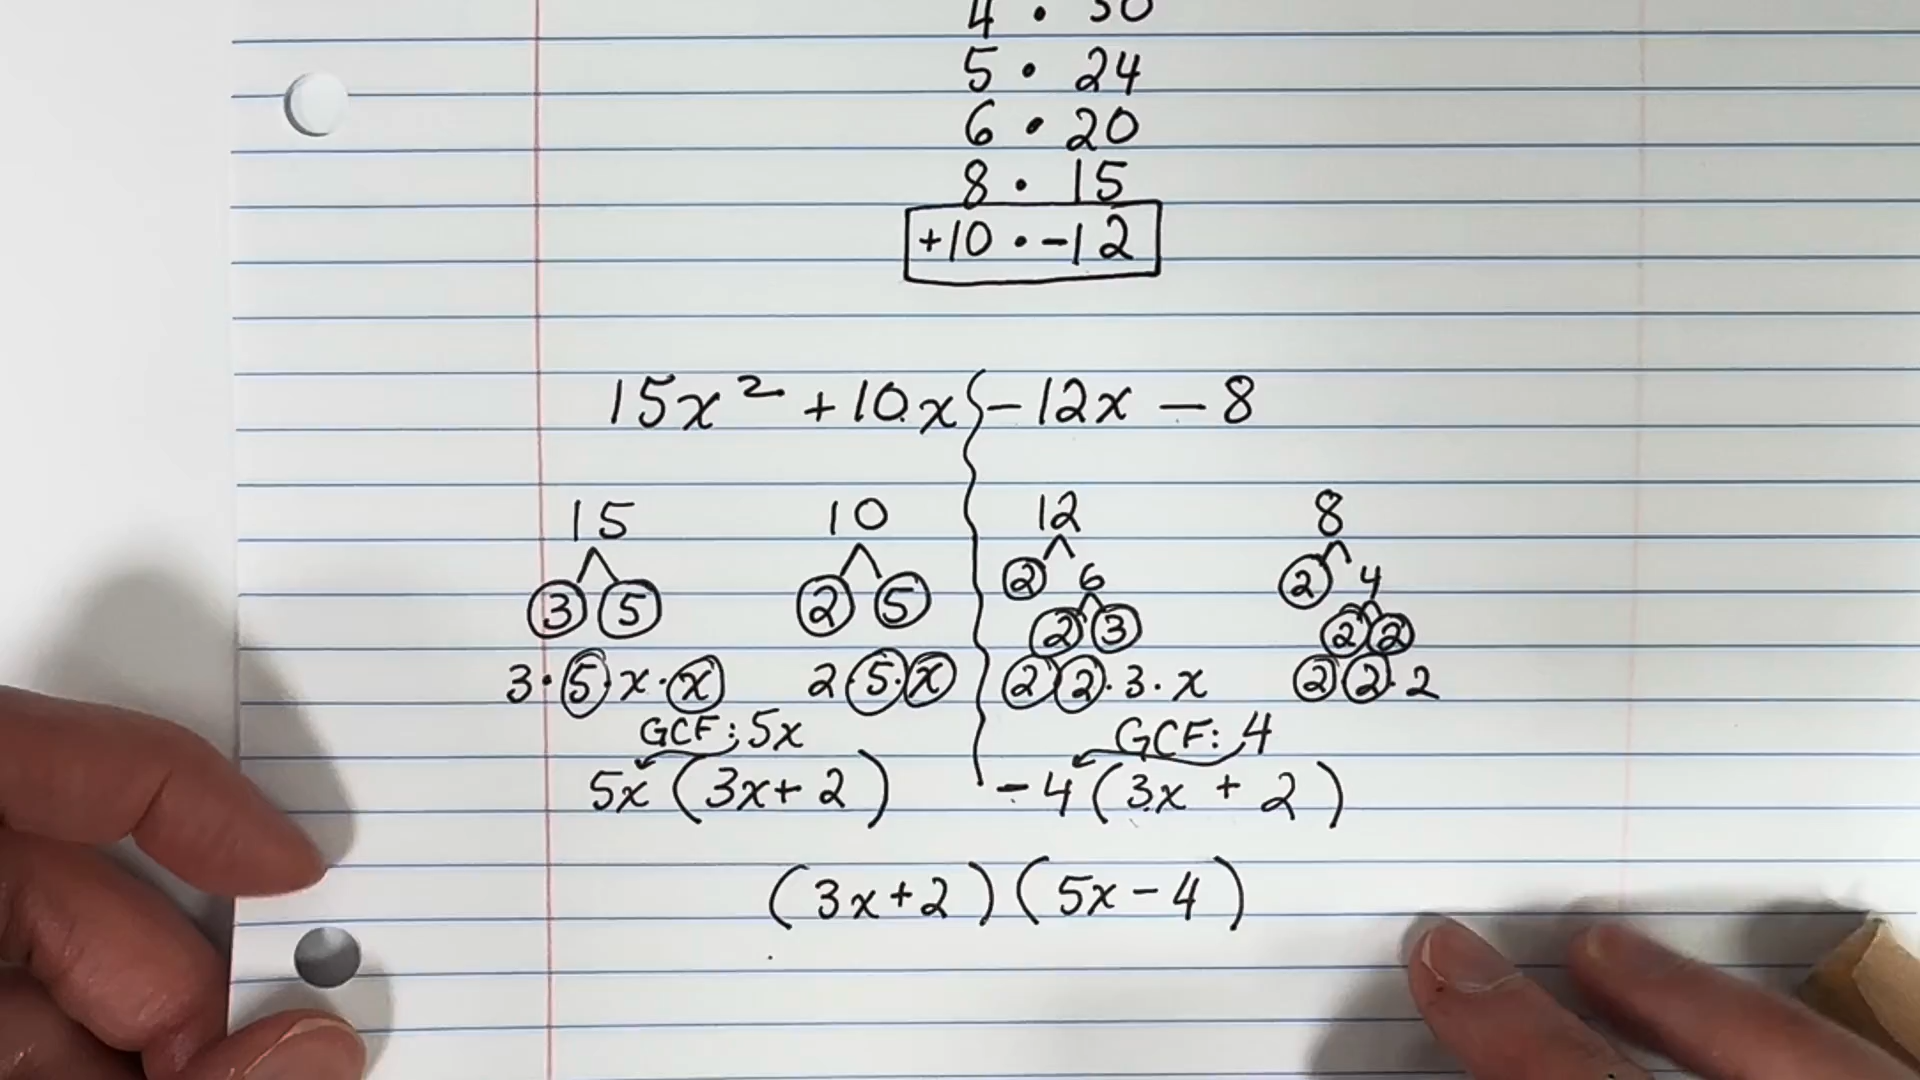 4 · 30
5 · 24
6 · 20
8 · 15
+10 · -12
15x² + 10x - 12x - 8
15 10 12 8
3 5 2 5 2 6 2 4
2 3 2 2
3 · 5 · x · x 2 · 5 · x 2 · 2 · 3 · x 2 · 2 · 2
GCF: 5x GCF: 4
5x (3x + 2) - 4 (3x + 2)
(3x + 2) (5x - 4)